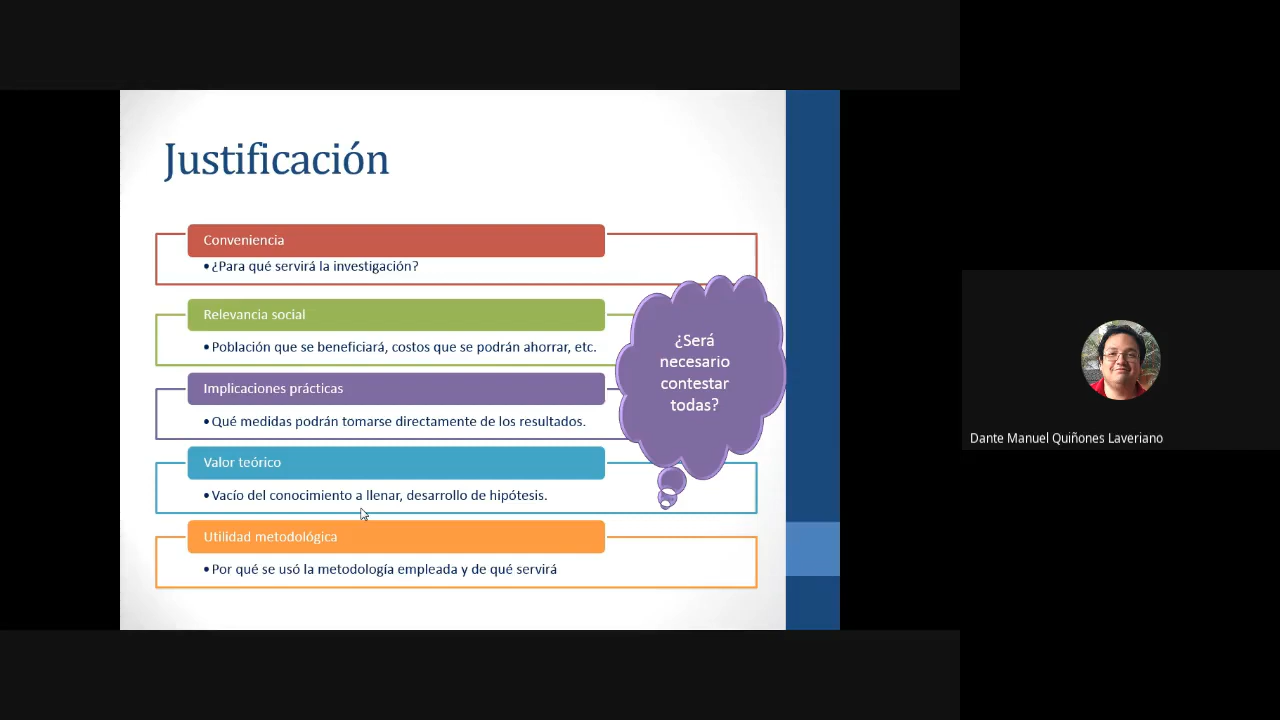 Justificación
Conveniencia
•¿Para qué servirá la investigación?
Relevancia social
•Población que se beneficiará, costos que se podrán ahorrar, etc.
Implicaciones prácticas
•Qué medidas podrán tomarse directamente de los resultados.
Valor teórico
•Vacío del conocimiento a llenar, desarrollo de hipótesis.
Utilidad metodológica
•Por qué se usó la metodología empleada y de qué servirá
¿Será
necesario
contestar
todas?
Dante Manuel Quiñones Laveriano